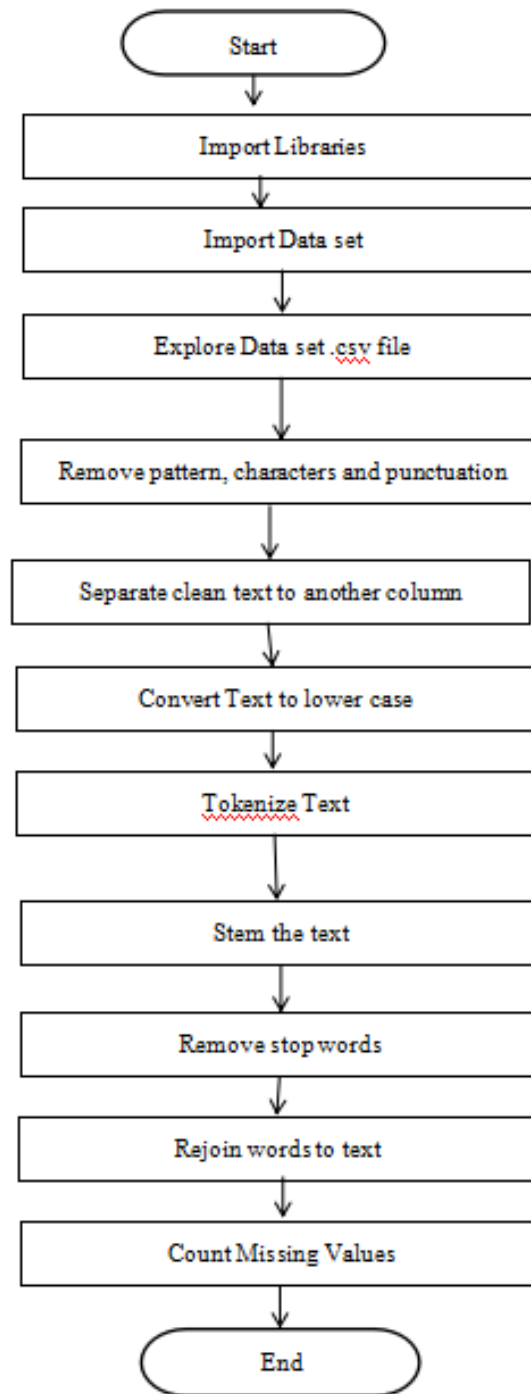 Start
Import Libraries
Import Data set
Explore Data set .csv file
Remove pattern, characters and punctuation
Separate clean text to another column
Convert Text to lower case
Tokenize Text
Stem the text
Remove stop words
Rejoin words to text
Count Missing Values
End